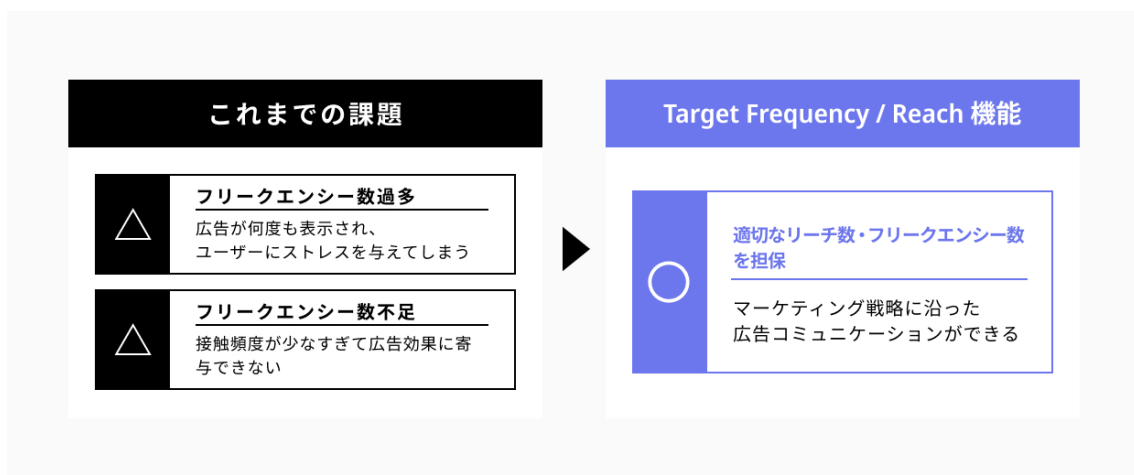 これまでの課題
フリークエンシー数過多
広告が何度も表示され、
ユーザーにストレスを与えてしまう
フリークエンシー数不足
接触頻度が少なすぎて広告効果に寄
与できない
Target Frequency / Reach 機能
適切なリーチ数・フリークエンシー数
を担保
マーケティング戦略に沿った
広告コミュニケーションができる